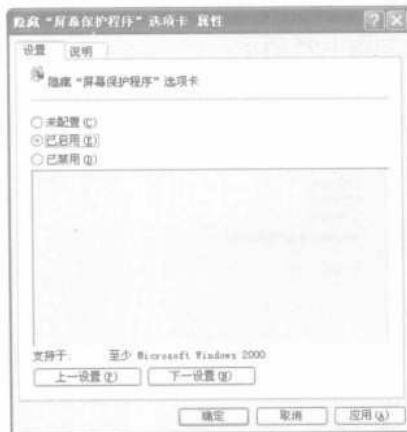 隐藏“屏幕保护程序”选项卡 属性
设置 说明
隐藏“屏幕保护程序”选项卡
未配置(C)
已启用(E)
已禁用(D)
支持于: 至少 Microsoft Windows 2000
上一设置(P) 下一设置(N)
确定 取消 应用(A)